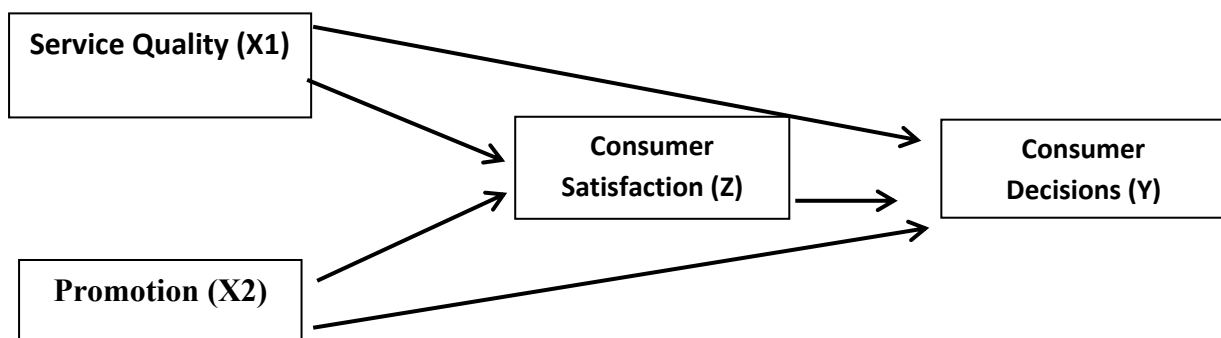 Service Quality (X1)
Consumer
Satisfaction (Z)
Consumer
Decisions (Y)
Promotion (X2)